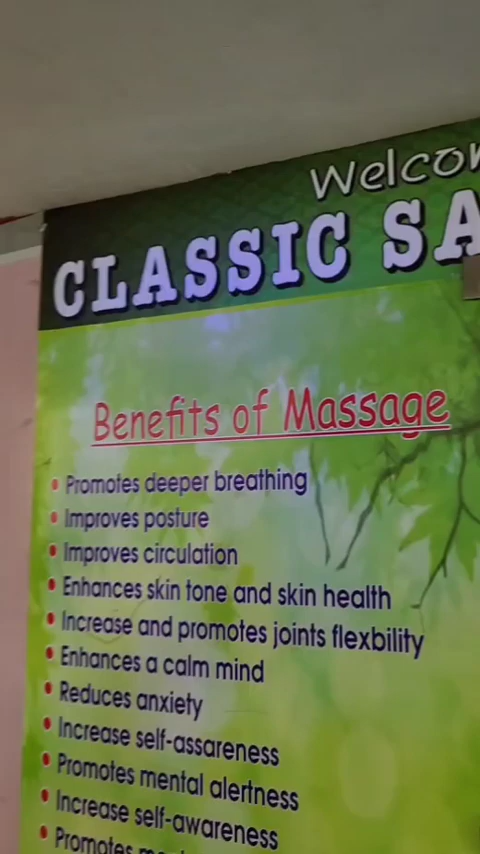 Welcom
CLASSIC SA
Benefits of Massage
• Promotes deeper breathing
• Improves posture
• Improves circulation
• Enhances skin tone and skin health
• Increase and promotes joints flexbility
• Enhances a calm mind
• Reduces anxiety
• Increase self-assareness
• Promotes mental alertness
• Increase self-awareness
• Promotes